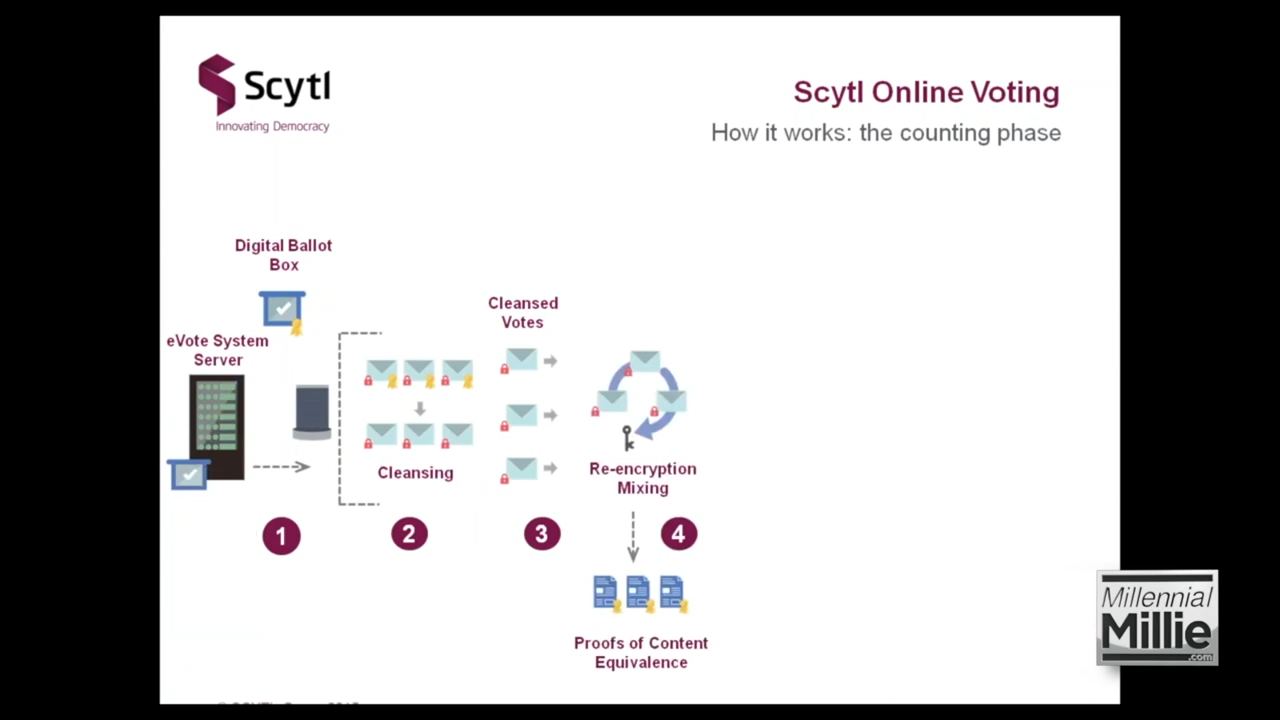 Scytl
Innovating Democracy
Scytl Online Voting
How it works: the counting phase
Digital Ballot
Box
eVote System
Server
Cleansing
Cleansed
Votes
Re-encryption
Mixing
1
2
3
4
Proofs of Content
Equivalence
Millennial
Millie
.com